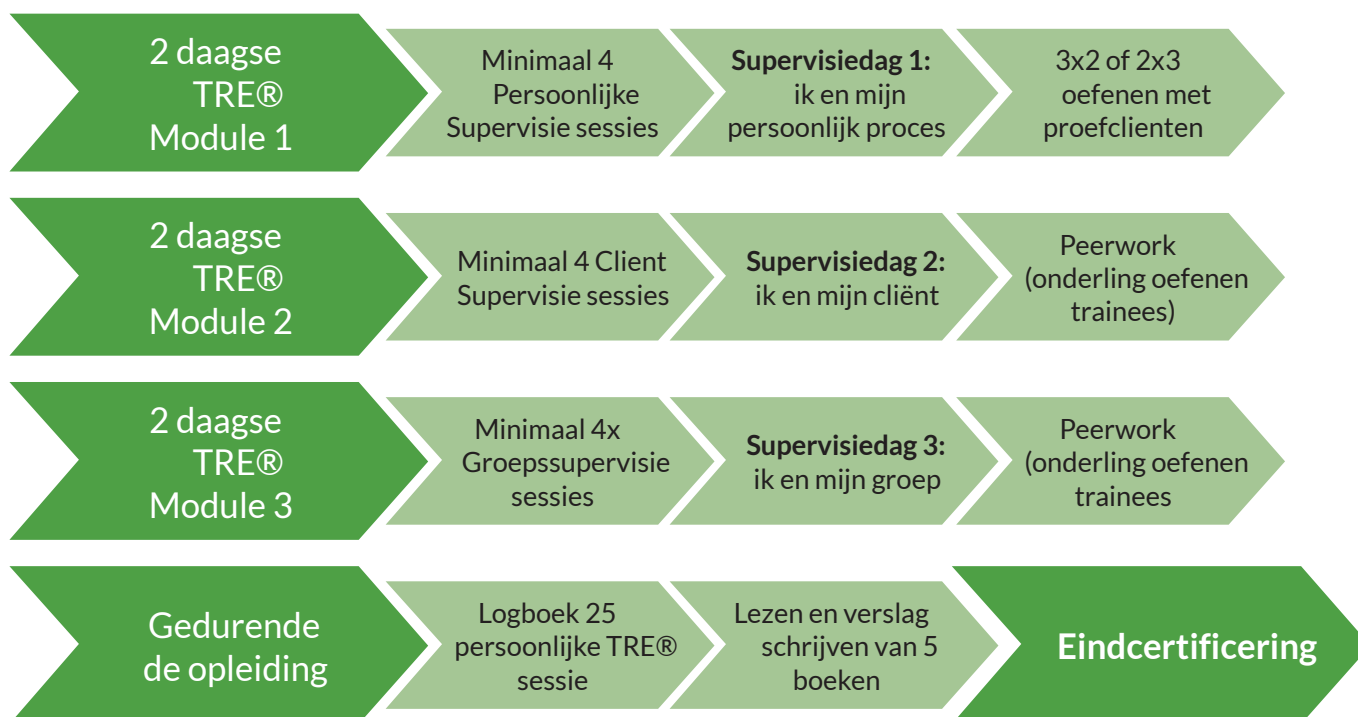 2 daagse
TRE®
Module 1
Minimaal 4
Persoonlijke
Supervisie sessies
Supervisiedag 1:
ik en mijn
persoonlijk proces
3x2 of 2x3
oefenen met
proefclienten
2 daagse
TRE®
Module 2
Minimaal 4 Client
Supervisie sessies
Supervisiedag 2:
ik en mijn cliënt
Peerwork
(onderling oefenen
trainees)
2 daagse
TRE®
Module 3
Minimaal 4x
Groepssupervisie
sessies
Supervisiedag 3:
ik en mijn groep
Peerwork
(onderling oefenen
trainees
Gedurende
de opleiding
Logboek 25
persoonlijke TRE®
sessie
Lezen en verslag
schrijven van 5
boeken
Eindcertificering